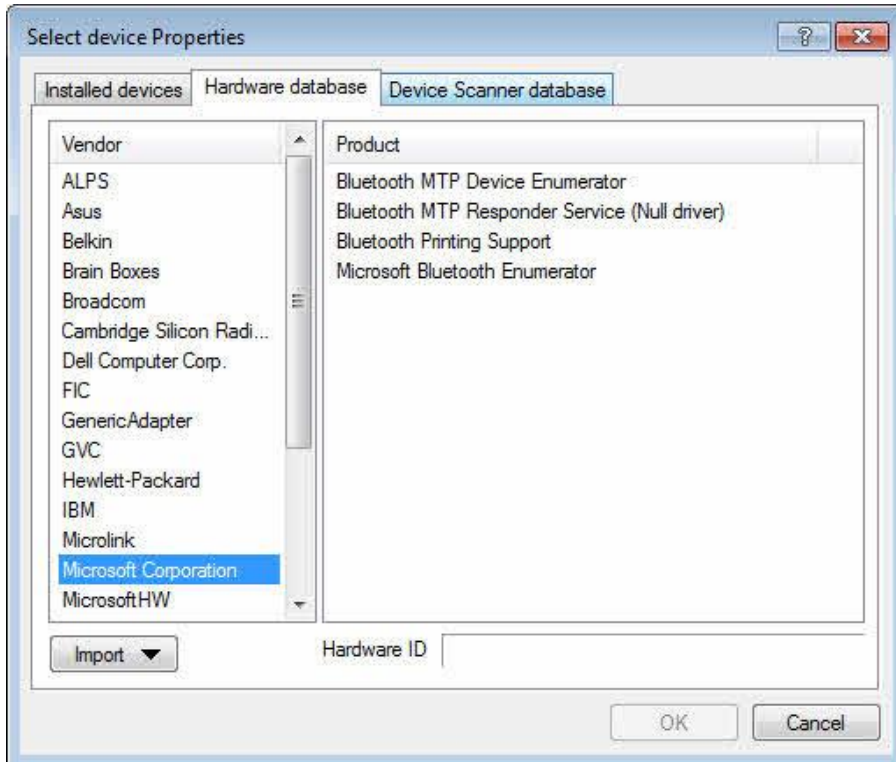 Select device Properties
Installed devices
Hardware database
Device Scanner database
Vendor
ALPS
Asus
Belkin
Brain Boxes
Broadcom
Cambridge Silicon Radi...
Dell Computer Corp.
FIC
GenericAdapter
GVC
Hewlett-Packard
IBM
Microlink
Microsoft Corporation
MicrosoftHW
Product
Bluetooth MTP Device Enumerator
Bluetooth MTP Responder Service (Null driver)
Bluetooth Printing Support
Microsoft Bluetooth Enumerator
Import
Hardware ID
OK
Cancel